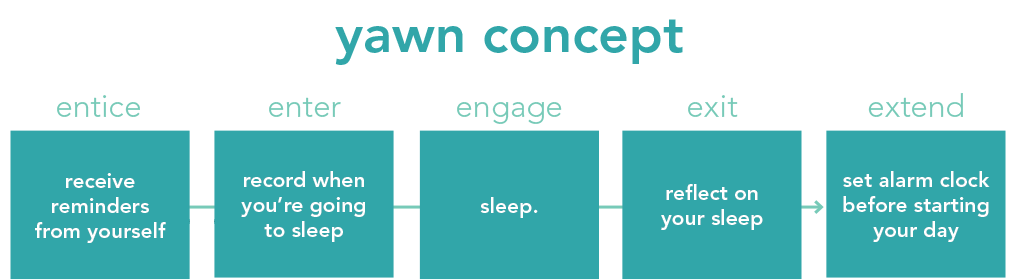 yawn concept
entice
receive
reminders
from yourself
enter
record when
you're going
to sleep
engage
sleep.
exit
reflect on
your sleep
extend
set alarm clock
before starting
your day